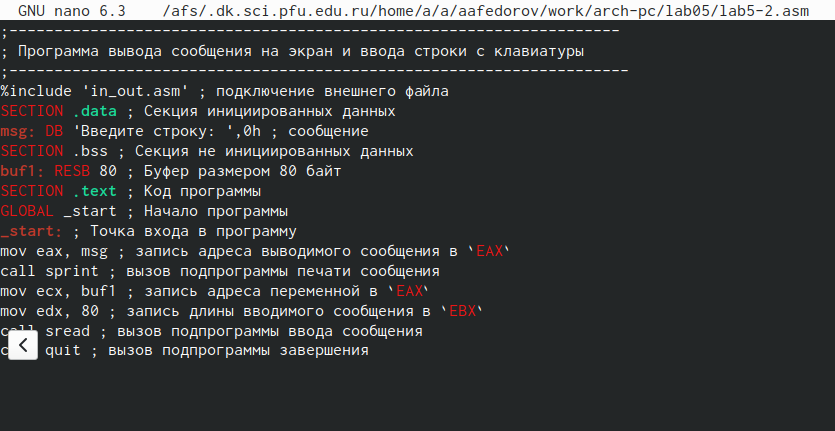 GNU nano 6.3 /afs/.dk.sci.pfu.edu.ru/home/a/a/aafedorov/work/arch-pc/lab05/lab5-2.asm
;--------------------------------------------------------------------
; Программа вывода сообщения на экран и ввода строки с клавиатуры
;---------------------------------------------------------------------
%include 'in_out.asm' ; подключение внешнего файла
SECTION .data ; Секция инициированных данных
msg: DB 'Введите строку: ',0h ; сообщение
SECTION .bss ; Секция не инициированных данных
buf1: RESB 80 ; Буфер размером 80 байт
SECTION .text ; Код программы
GLOBAL _start ; Начало программы
_start: ; Точка входа в программу
mov eax, msg ; запись адреса выводимого сообщения в `EAX`
call sprint ; вызов подпрограммы печати сообщения
mov ecx, buf1 ; запись адреса переменной в `EAX`
mov edx, 80 ; запись длины вводимого сообщения в `EBX`
call sread ; вызов подпрограммы ввода сообщения
quit ; вызов подпрограммы завершения